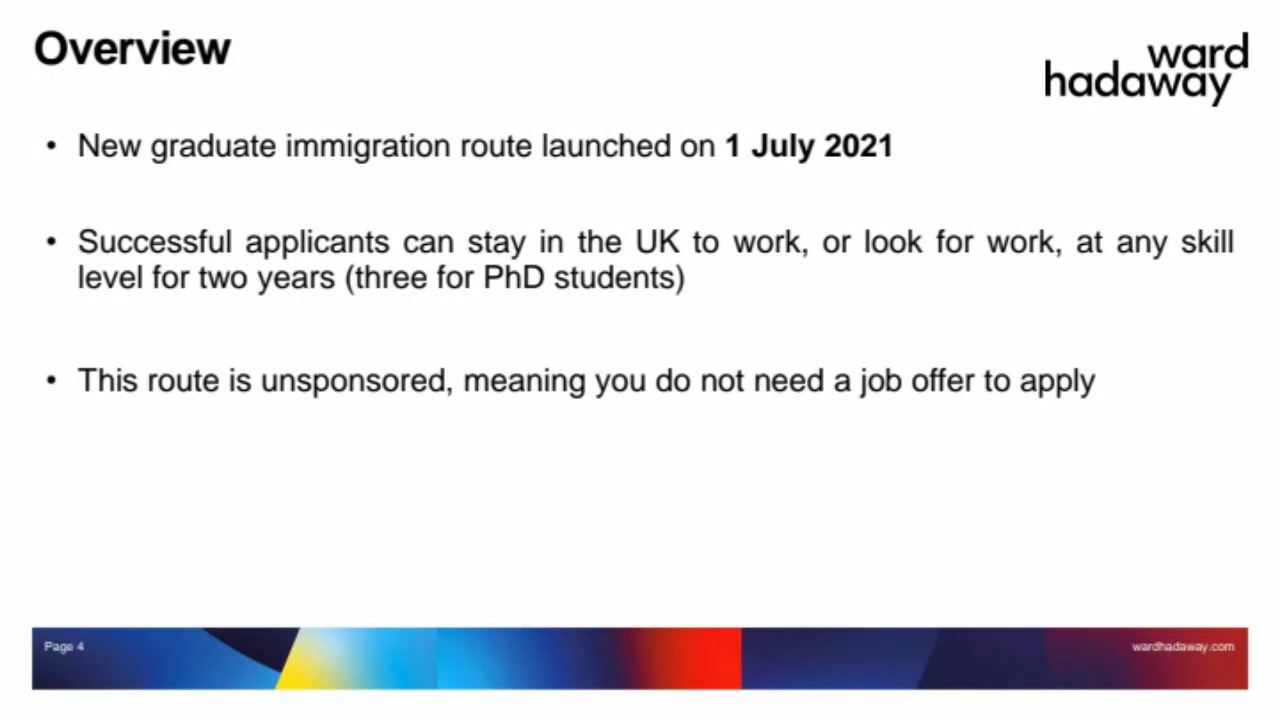 Overview
ward
hadaway
• New graduate immigration route launched on 1 July 2021
• Successful applicants can stay in the UK to work, or look for work, at any skill
level for two years (three for PhD students)
• This route is unsponsored, meaning you do not need a job offer to apply
Page 4
wardhadaway.com